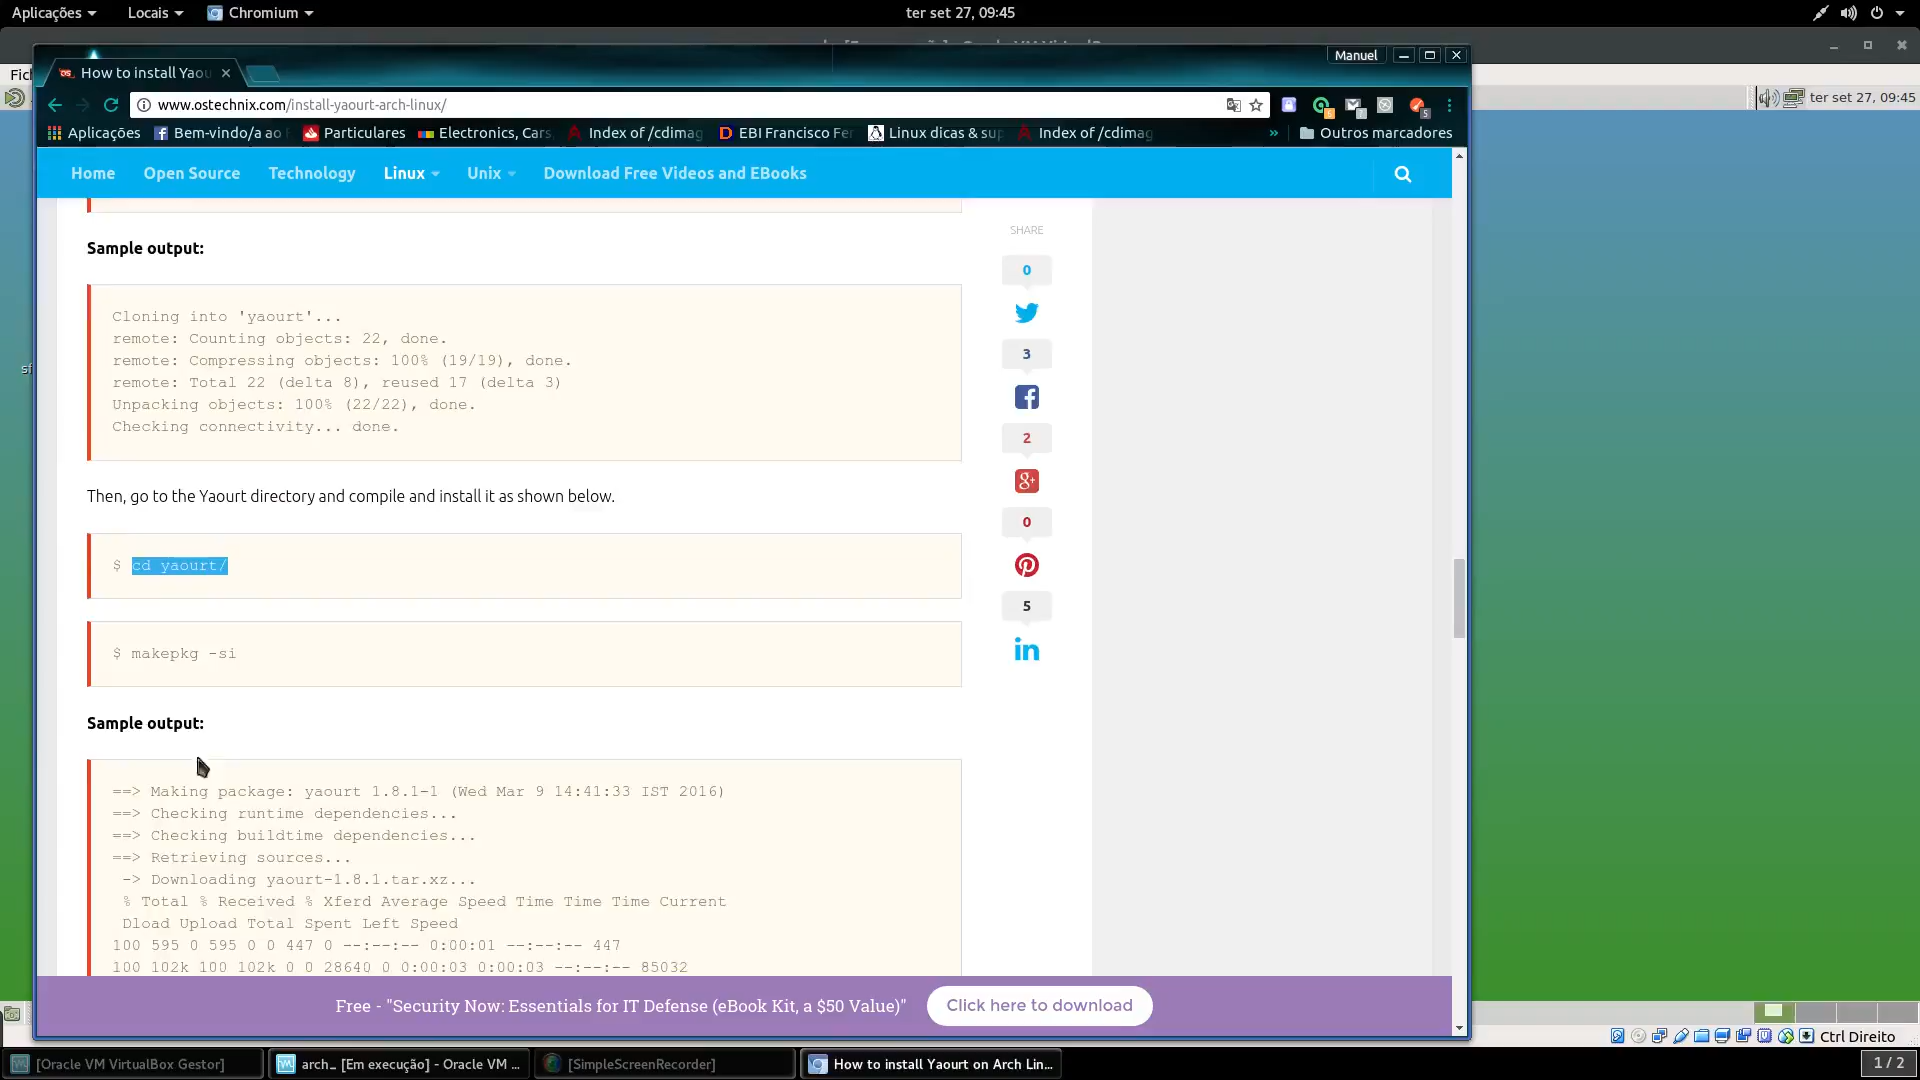 Aplicações
Locais
Chromium
ter set 27, 09:45
Manuel
How to install Yaou
www.ostechnix.com/install-yaourt-arch-linux/
ter set 27, 09:45
Aplicações
Bem-vindo/a ao
Particulares
Electronics, Cars,
Index of /cdimag
EBI Francisco Fer
Linux dicas & sup
Index of /cdimag
»
Outros marcadores
Home
Open Source
Technology
Linux
Unix
Download Free Videos and EBooks
Sample output:
Cloning into 'yaourt'...
remote: Counting objects: 22, done.
remote: Compressing objects: 100% (19/19), done.
remote: Total 22 (delta 8), reused 17 (delta 3)
Unpacking objects: 100% (22/22), done.
Checking connectivity... done.
Then, go to the Yaourt directory and compile and install it as shown below.
$ cd yaourt/
$ makepkg -si
Sample output:
==> Making package: yaourt 1.8.1-1 (Wed Mar 9 14:41:33 IST 2016)
==> Checking runtime dependencies...
==> Checking buildtime dependencies...
==> Retrieving sources...
-> Downloading yaourt-1.8.1.tar.xz...
% Total % Received % Xferd Average Speed Time Time Time Current
Dload Upload Total Spent Left Speed
100 595 0 595 0 0 447 0 --:--:-- 0:00:01 --:--:-- 447
100 102k 100 102k 0 0 28640 0 0:00:03 0:00:03 --:--:-- 85032
SHARE
0
3
2
0
5
Free - "Security Now: Essentials for IT Defense (eBook Kit, a $50 Value)"
Click here to download
Ctrl Direito
[Oracle VM VirtualBox Gestor]
arch_ [Em execução] - Oracle VM ...
[SimpleScreenRecorder]
How to install Yaourt on Arch Lin...
1 / 2